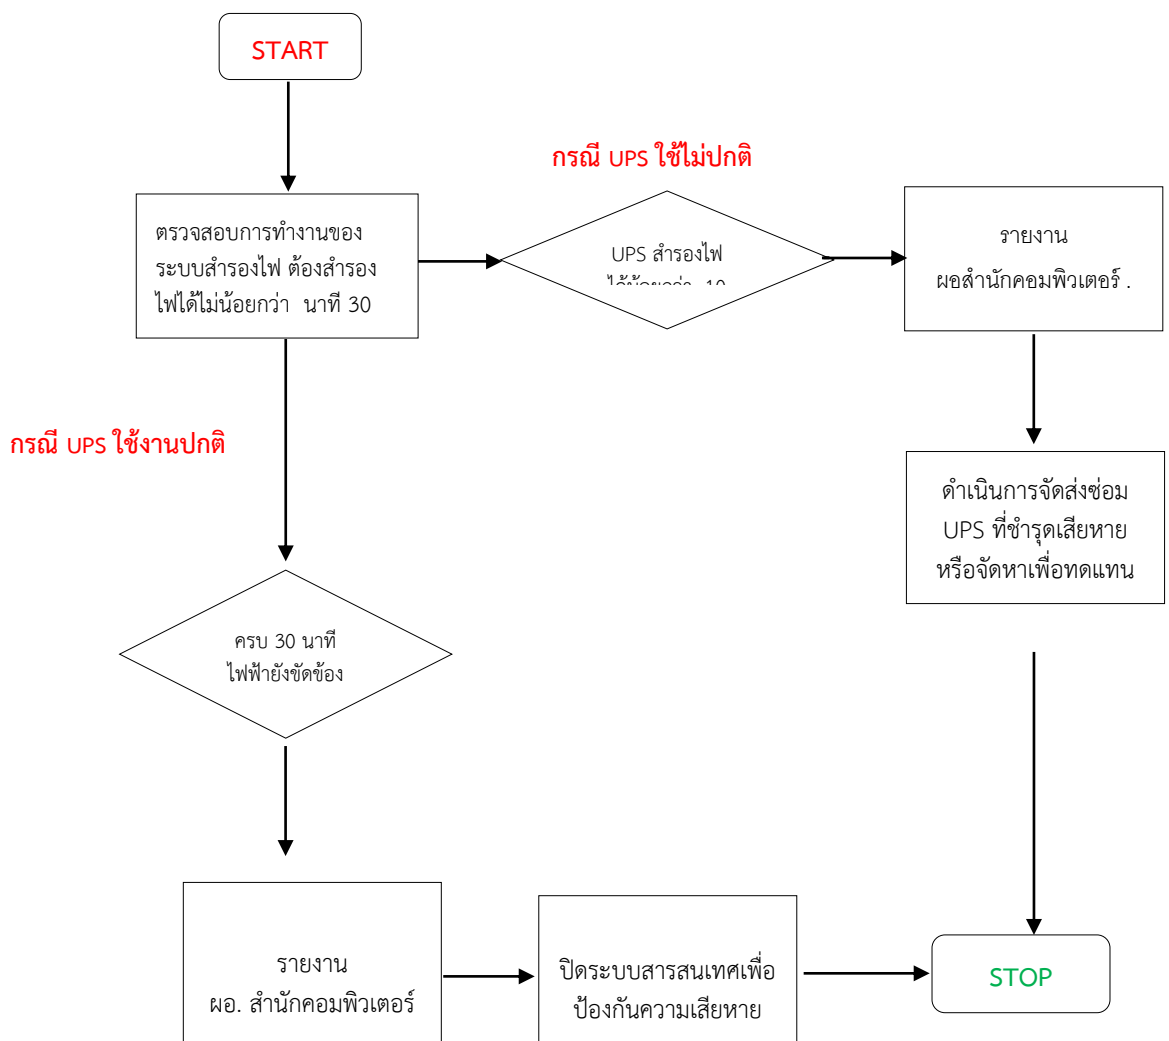 START
กรณี UPS ใช้ไม่ปกติ
ตรวจสอบการทำงานของ
ระบบสำรองไฟ ต้องสำรอง
ไฟได้ไม่น้อยกว่า นาที 30
UPS สำรองไฟ
ได้น้อยกว่า 10
รายงาน
ผอสำนักคอมพิวเตอร์ .
กรณี UPS ใช้งานปกติ
ดำเนินการจัดส่งซ่อม
UPS ที่ชำรุดเสียหาย
หรือจัดหาเพื่อทดแทน
ครบ 30 นาที
ไฟฟ้ายังขัดข้อง
รายงาน
ผอ. สำนักคอมพิวเตอร์
ปิดระบบสารสนเทศเพื่อ
ป้องกันความเสียหาย
STOP